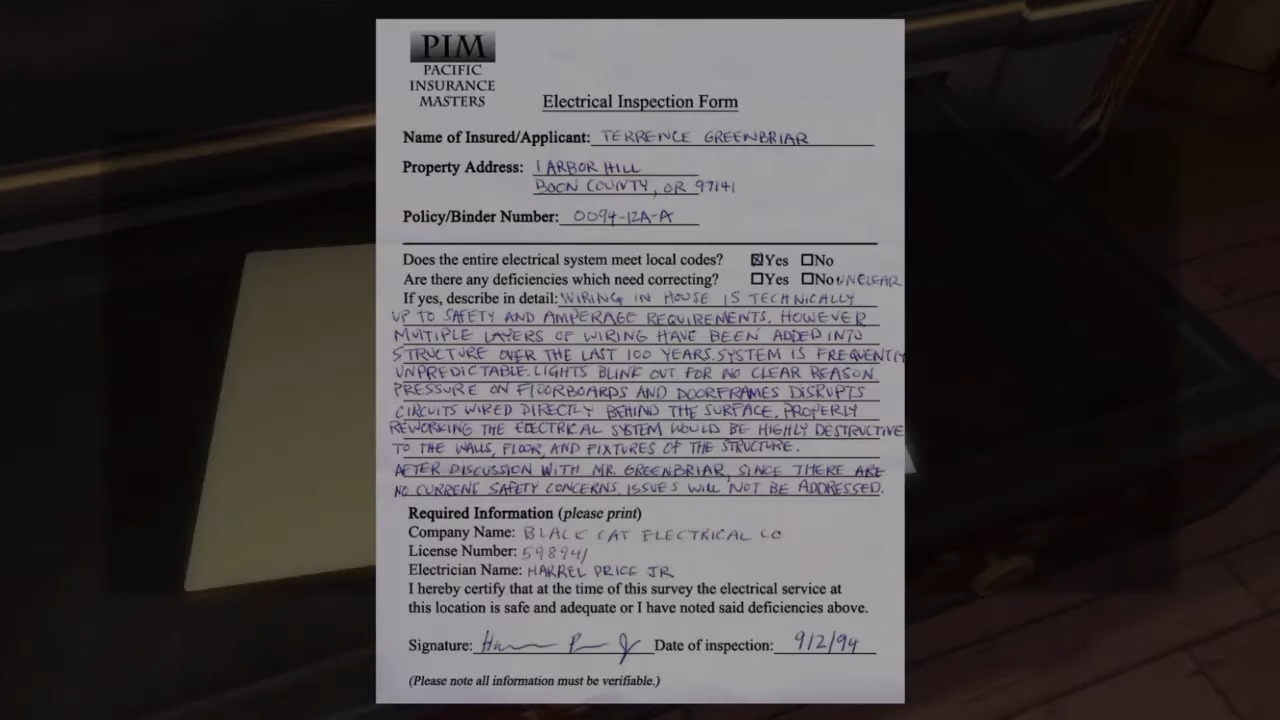 PIM
PACIFIC
INSURANCE
MASTERS
Electrical Inspection Form
Name of Insured/Applicant: TERRENCE GREENBRIAR
Property Address: 1 ARBOR HILL
BOON COUNTY, OR 97141
Policy/Binder Number: 0094-12A-A
Does the entire electrical system meet local codes? ☒Yes ☐No
Are there any deficiencies which need correcting? ☐Yes ☐No UNCLEAR
If yes, describe in detail: WIRING IN HOUSE IS TECHNICALLY
UP TO SAFETY AND AMPERAGE REQUIREMENTS. HOWEVER
MULTIPLE LAYERS OF WIRING HAVE BEEN ADDED INTO
STRUCTURE OVER THE LAST 100 YEARS. SYSTEM IS FREQUENTLY
UNPREDICTABLE. LIGHTS BLINK OUT FOR NO CLEAR REASON.
PRESSURE ON FLOORBOARDS AND DOORFRAMES DISRUPTS
CIRCUITS WIRED DIRECTLY BEHIND THE SURFACE. PROPERLY
REWORKING THE ELECTRICAL SYSTEM WOULD BE HIGHLY DESTRUCTIVE
TO THE WALLS, FLOOR, AND FIXTURES OF THE STRUCTURE.
AFTER DISCUSSION WITH MR. GREENBRIAR, SINCE THERE ARE
NO CURRENT SAFETY CONCERNS, ISSUES WILL NOT BE ADDRESSED.
Required Information (please print)
Company Name: BLACK CAT ELECTRICAL CO
License Number: 598941
Electrician Name: HARREL PRICE JR
I hereby certify that at the time of this survey the electrical service at
this location is safe and adequate or I have noted said deficiencies above.
Signature: Date of inspection: 9/2/94
(Please note all information must be verifiable.)